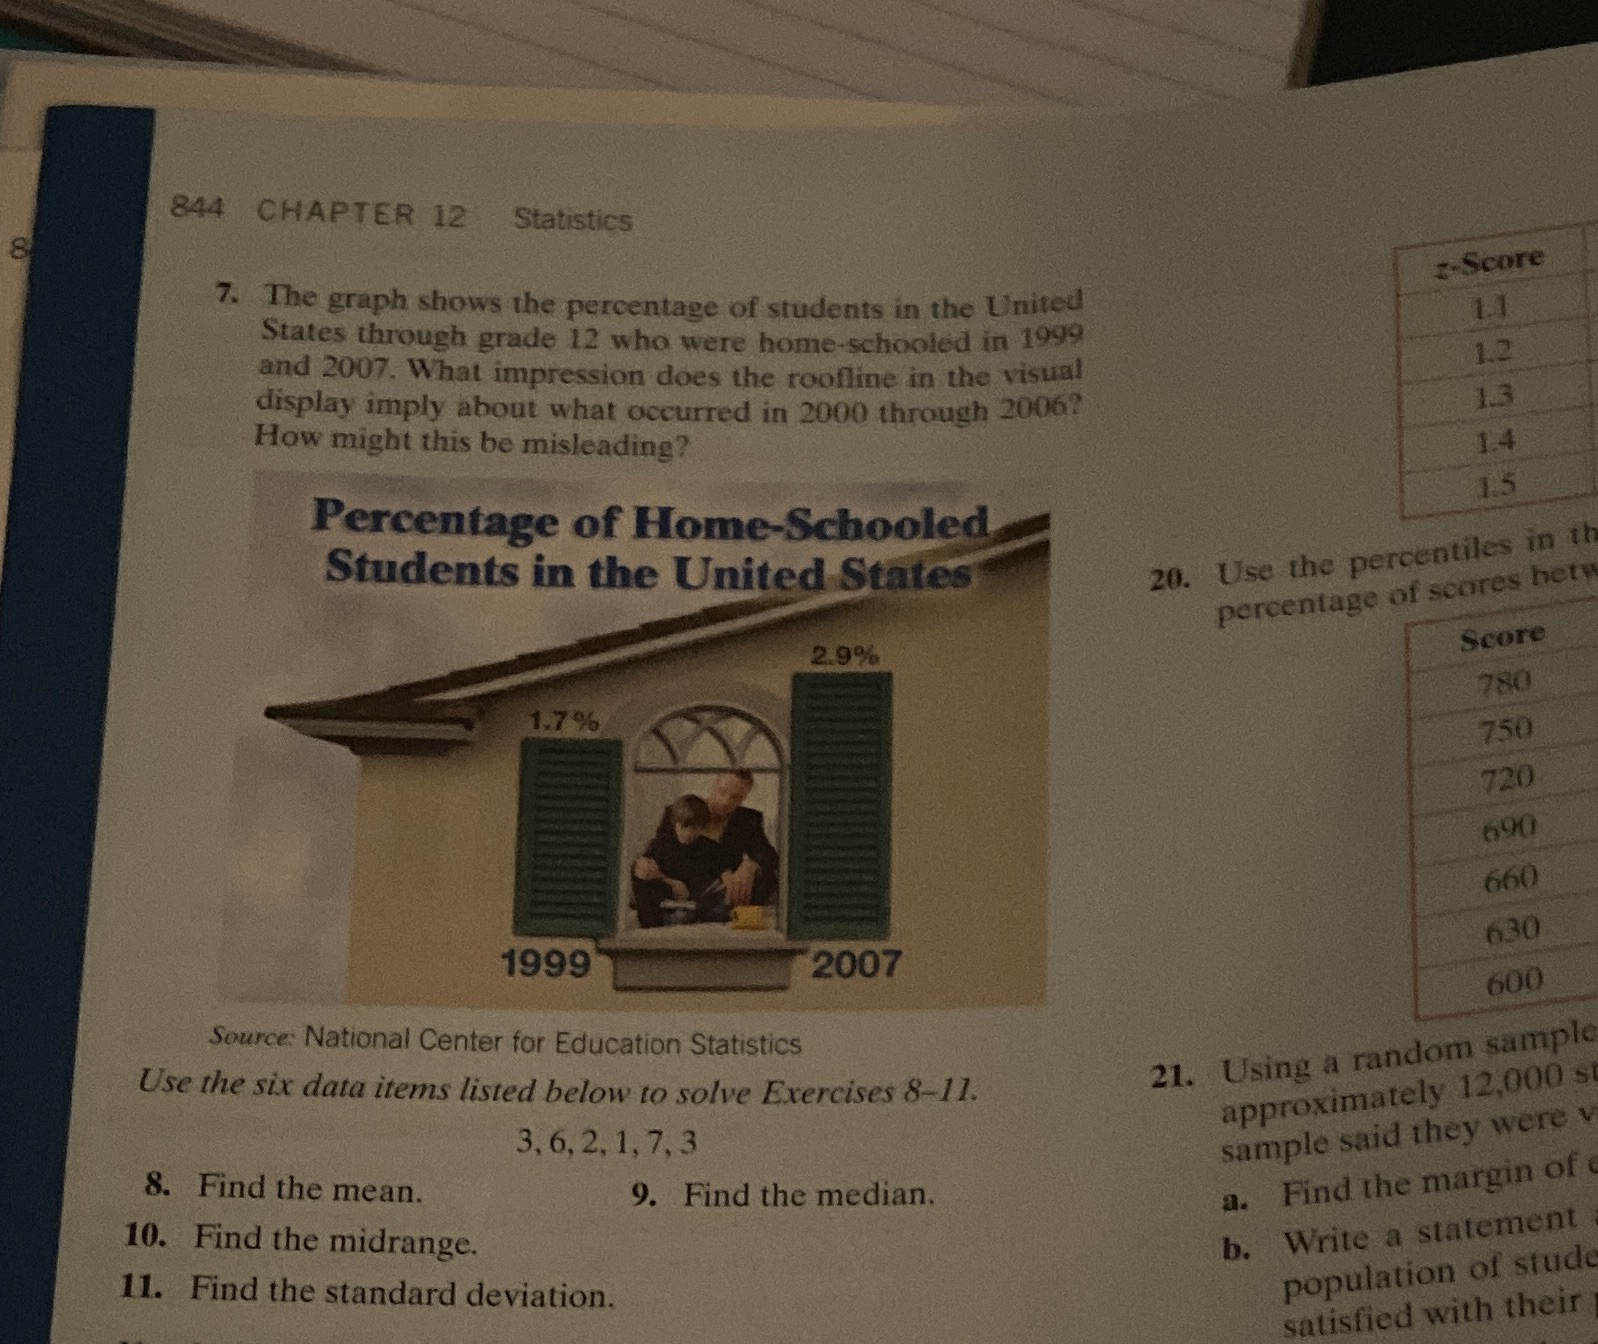 844 CHAPTER 12 Statistics
7. The graph shows the percentage of students in the United
States through grade 12 who were home-schooled in 1999
and 2007. What impression does the roofline in the visual
display imply about what occurred in 2000 through 2006?
How might this be misleading?
Percentage of Home-Schooled
Students in the United States
2.9%
1.7%
1999
2007
Source: National Center for Education Statistics
Use the six data items listed below to solve Exercises 8–11.
3, 6, 2, 1, 7, 3
8. Find the mean.
9. Find the median.
10. Find the midrange.
11. Find the standard deviation.
8
z-Score
1.1
1.2
1.3
1.4
1.5
20. Use the percentiles in th
percentage of scores betw
Score
780
750
720
690
660
630
600
21. Using a random sample
approximately 12,000 st
sample said they were v
a. Find the margin of e
b. Write a statement
population of stude
satisfied with their